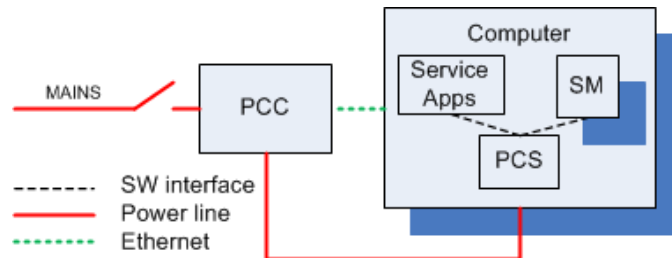 Computer
Service
Apps
SM
MAINS
PCC
PCS
SW interface
Power line
Ethernet